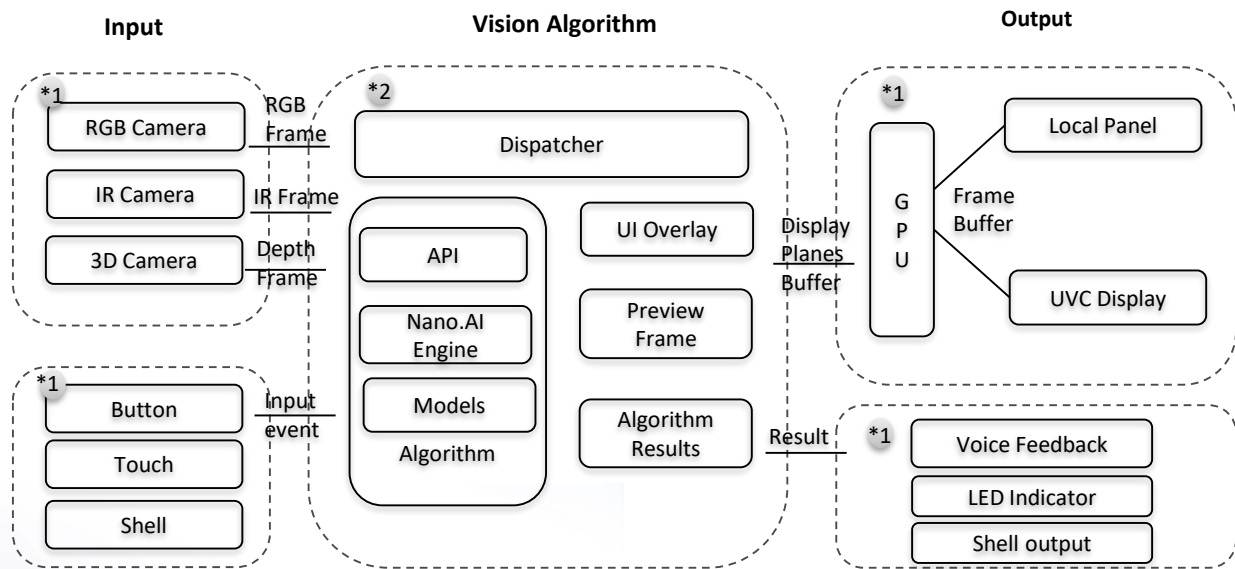 Input
Vision Algorithm
Output
*1
RGB Camera
IR Camera
3D Camera
RGB
Frame
IR Frame
Depth
Frame
*1
Button
Touch
Shell
Input
event
*2
Dispatcher
API
Nano.AI
Engine
Models
Algorithm
UI Overlay
Preview
Frame
Algorithm
Results
Display
Planes
Buffer
Result
*1
G
P
U
Frame
Buffer
Local Panel
UVC Display
*1
Voice Feedback
LED Indicator
Shell output